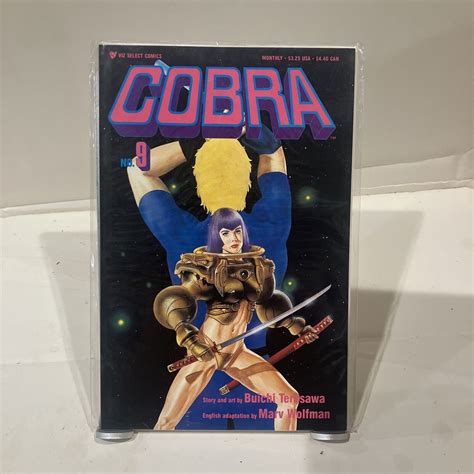 VIZ SELECT COMICS
MONTHLY • $3.25 USA • $4.40 CAN
COBRA
TM
NO. 9
Story and art by Buichi Terasawa
English adaptation by Marv Wolfman